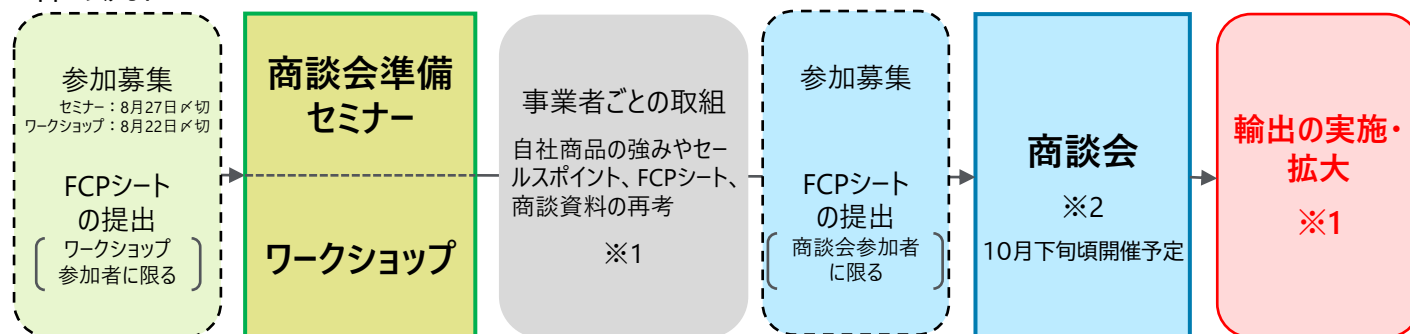 参加募集
セミナー：8月27日〆切
ワークショップ：8月22日〆切
FCPシート
の提出
ワークショップ
参加者に限る
商談会準備
セミナー
ワークショップ
事業者ごとの取組
自社商品の強みやセー
ルスポイント、FCPシート、
商談資料の再考
※1
参加募集
FCPシート
の提出
商談会参加者
に限る
商談会
※2
10月下旬頃開催予定
輸出の実施・
拡大
※1